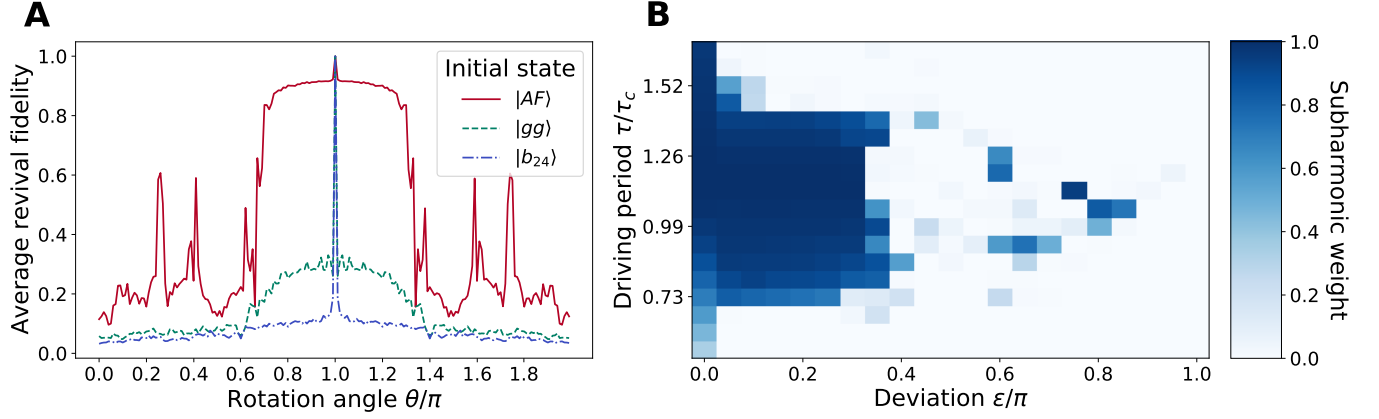 A
Average revival fidelity
1.0
0.8
0.6
0.4
0.2
0.0
Initial state
|AF⟩
|gg⟩
|b₂₄⟩
0.0 0.2 0.4 0.6 0.8 1.0 1.2 1.4 1.6 1.8
Rotation angle θ/π
B
Driving period τ/τ_c
1.52
1.26
0.99
0.73
0.0 0.2 0.4 0.6 0.8 1.0
Deviation ε/π
1.0
0.8
0.6
0.4
0.2
0.0
Subharmonic weight